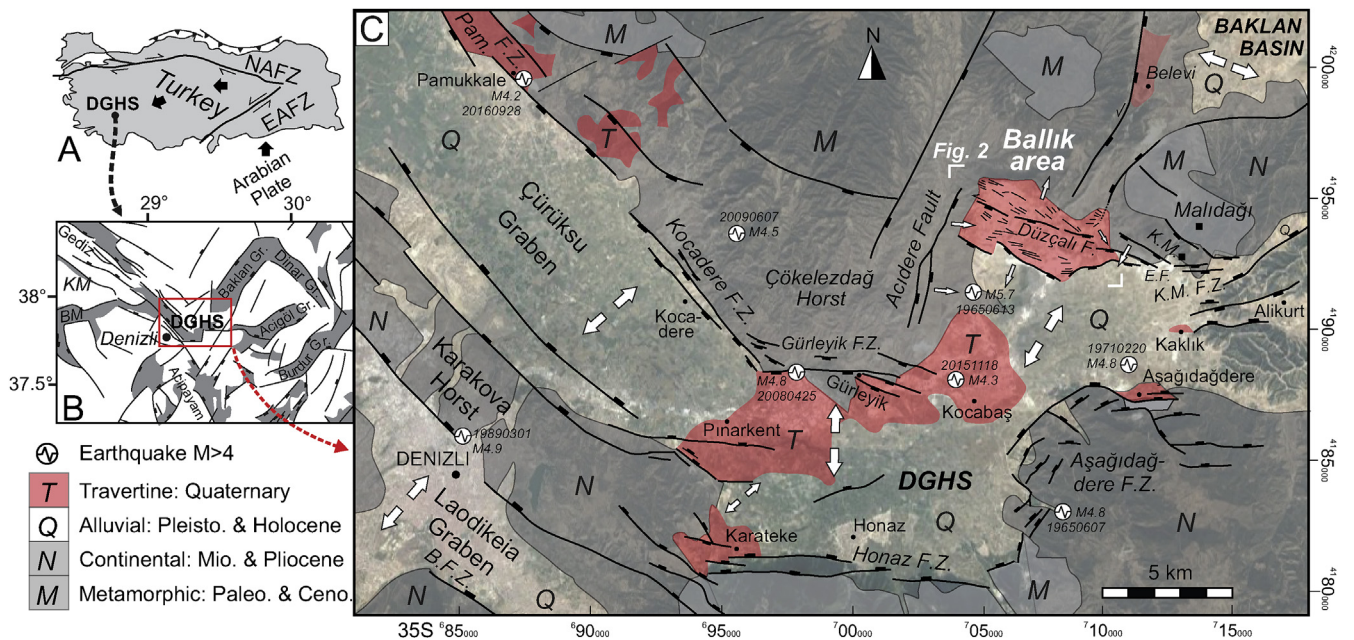 A
NAFZ
Turkey
EAFZ
DGHS
Arabian
Plate
29°
30°
38°
37.5°
B
Gediz
KM
BM
Denizli
DGHS
Baklan Gr.
Dinar Gr.
Acıgöl Gr.
Burdur Gr.
Acıpayam
Earthquake M>4
T
Travertine: Quaternary
Q
Alluvial: Pleisto. & Holocene
N
Continental: Mio. & Pliocene
M
Metamorphic: Paleo. & Ceno.
C
Pam. F.Z.
M
BAKLAN
BASIN
Pamukkale
M4.2
20160928
N
M
Belevi
Q
Q
T
M
Fig. 2
Ballık
area
M
N
Çürüksu
Graben
20090607
M4.5
Acıdere Fault
Düzçalı F.
Malıdağı
K.M.
E.F.
K.M. F.Z.
Q
Kocadere F.Z.
Çökelezdağ
Horst
M5.7
19650613
Koca-
dere
Q
Alikurt
N
Karakova
Horst
Gürleyik F.Z.
T
20151118
M4.3
19710220
M4.8
Kaklık
M4.8
20080425
Gürleyik
Kocabaş
Aşağıdağdere
Pınarkent
T
19890301
M4.9
DENIZLI
N
DGHS
Aşağıdağ-
dere F.Z.
Laodikeia
Graben
B.F.Z.
Karateke
Honaz
Q
Honaz F.Z.
M4.8
19650607
N
N
Q
M
5 km
35S
685000
690000
695000
700000
705000
710000
715000
4200000
4195000
4190000
4185000
4180000